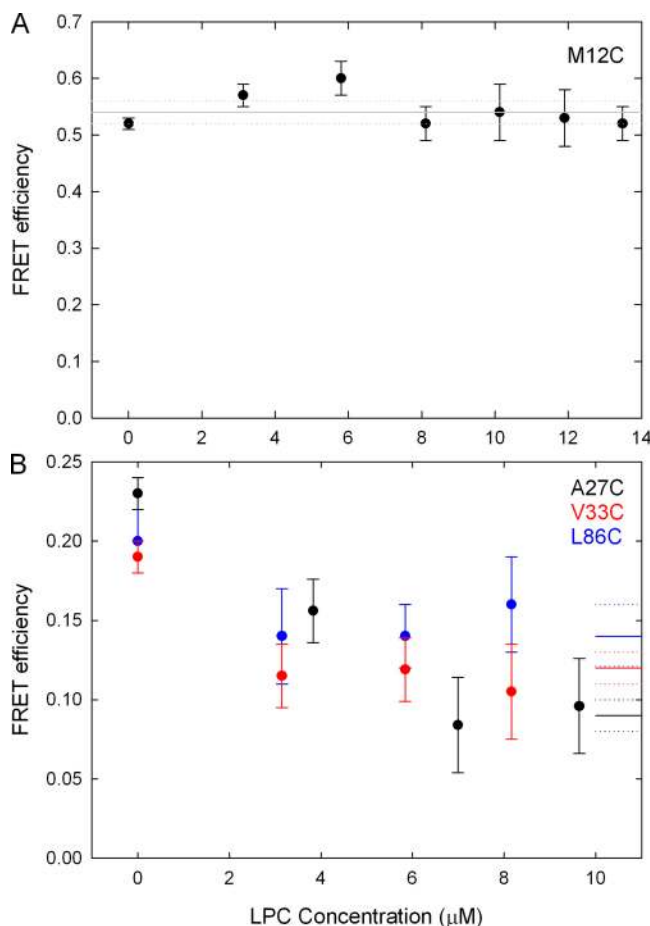 A
0.7
0.6
0.5
0.4
0.3
0.2
0.1
0.0
FRET efficiency
M12C
0 2 4 6 8 10 12 14
B
0.25
0.20
0.15
0.10
0.05
0.00
FRET efficiency
A27C
V33C
L86C
0 2 4 6 8 10
LPC Concentration (μM)